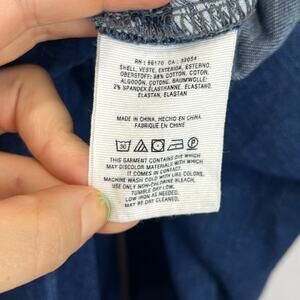 RN: 66170 CA: 33054
SHELL, VESTE, EXTERIOR, ESTERNO,
OBERSTOFF: 98% COTTON, COTON,
ALGODÓN, COTONE, BAUMWOLLE:
2% SPANDEX, ELASTHANNE, ELASTANO,
ELASTAN, ELASTAN
MADE IN CHINA, HECHO EN CHINA,
FABRIQUÉ EN CHINE
30
THIS GARMENT CONTAINS DYE WHICH
MAY DISCOLOR MATERIALS WITH WHICH
IT COMES IN CONTACT.
MACHINE WASH COLD WITH LIKE COLORS,
USE ONLY NON-CHLORINE BLEACH,
TUMBLE DRY LOW,
LOW IRON AS NEEDED,
MAY BE DRY CLEANED,